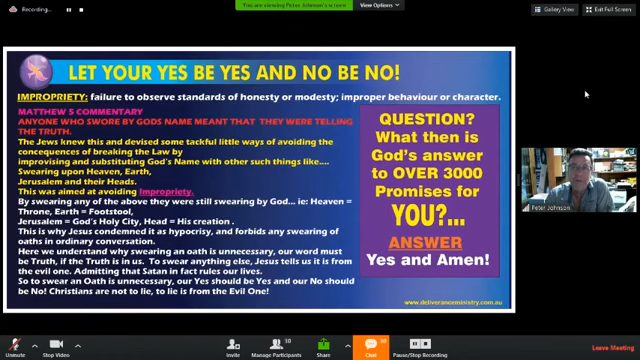 Recording...
You are viewing Peter Johnson's screen
View Options
Gallery View
Exit Full Screen
LET YOUR YES BE YES AND NO BE NO!
IMPROPRIETY: failure to observe standards of honesty or modesty; improper behaviour or character.
MATTHEW 5 COMMENTARY
ANYONE WHO SWORE BY GODS NAME MEANT THAT THEY WERE TELLING
THE TRUTH.
The Jews knew this and devised some tackful little ways of avoiding the
concequences of breaking the Law by
improvising and substituting God's Name with other such things like....
Swearing upon Heaven, Earth,
Jerusalem and their Heads.
This was aimed at avoiding Impropriety.
By swearing any of the above they were still swearing by God... ie: Heaven =
Throne, Earth = Footstool,
Jerusalem = God's Holy City, Head = His creation .
This is why Jesus condemned it as hypocrisy, and forbids any swearing of
oaths in ordinary conversation.
Here we understand why swearing an oath is unnecessary, our word must
be Truth, if the Truth is in us. To swear anything else, Jesus tells us it is from
the evil one. Admitting that Satan in fact rules our lives.
So to swear an Oath is unnecessary, our Yes should be Yes and our No should
be No! Christians are not to lie, to lie is from the Evil One!
QUESTION?
What then is
God's answer
to OVER 3000
Promises for
YOU?...
ANSWER
Yes and Amen!
www.deliveranceministry.com.au
Peter Johnson
Unmute
Stop Video
Invite
Manage Participants
Share
Chat
Pause/Stop Recording
Leave Meeting